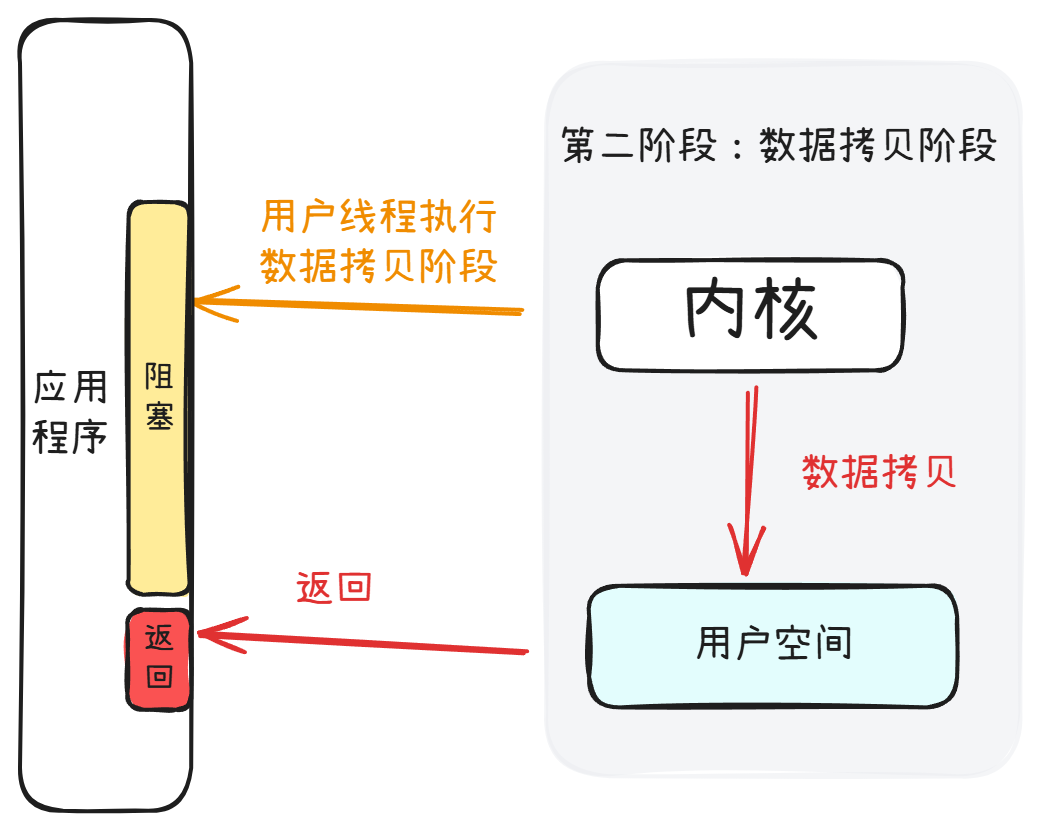 第二阶段：数据拷贝阶段
用户线程执行
数据拷贝阶段
内核
应用
程序
阻
塞
数据拷贝
返回
返
回
用户空间